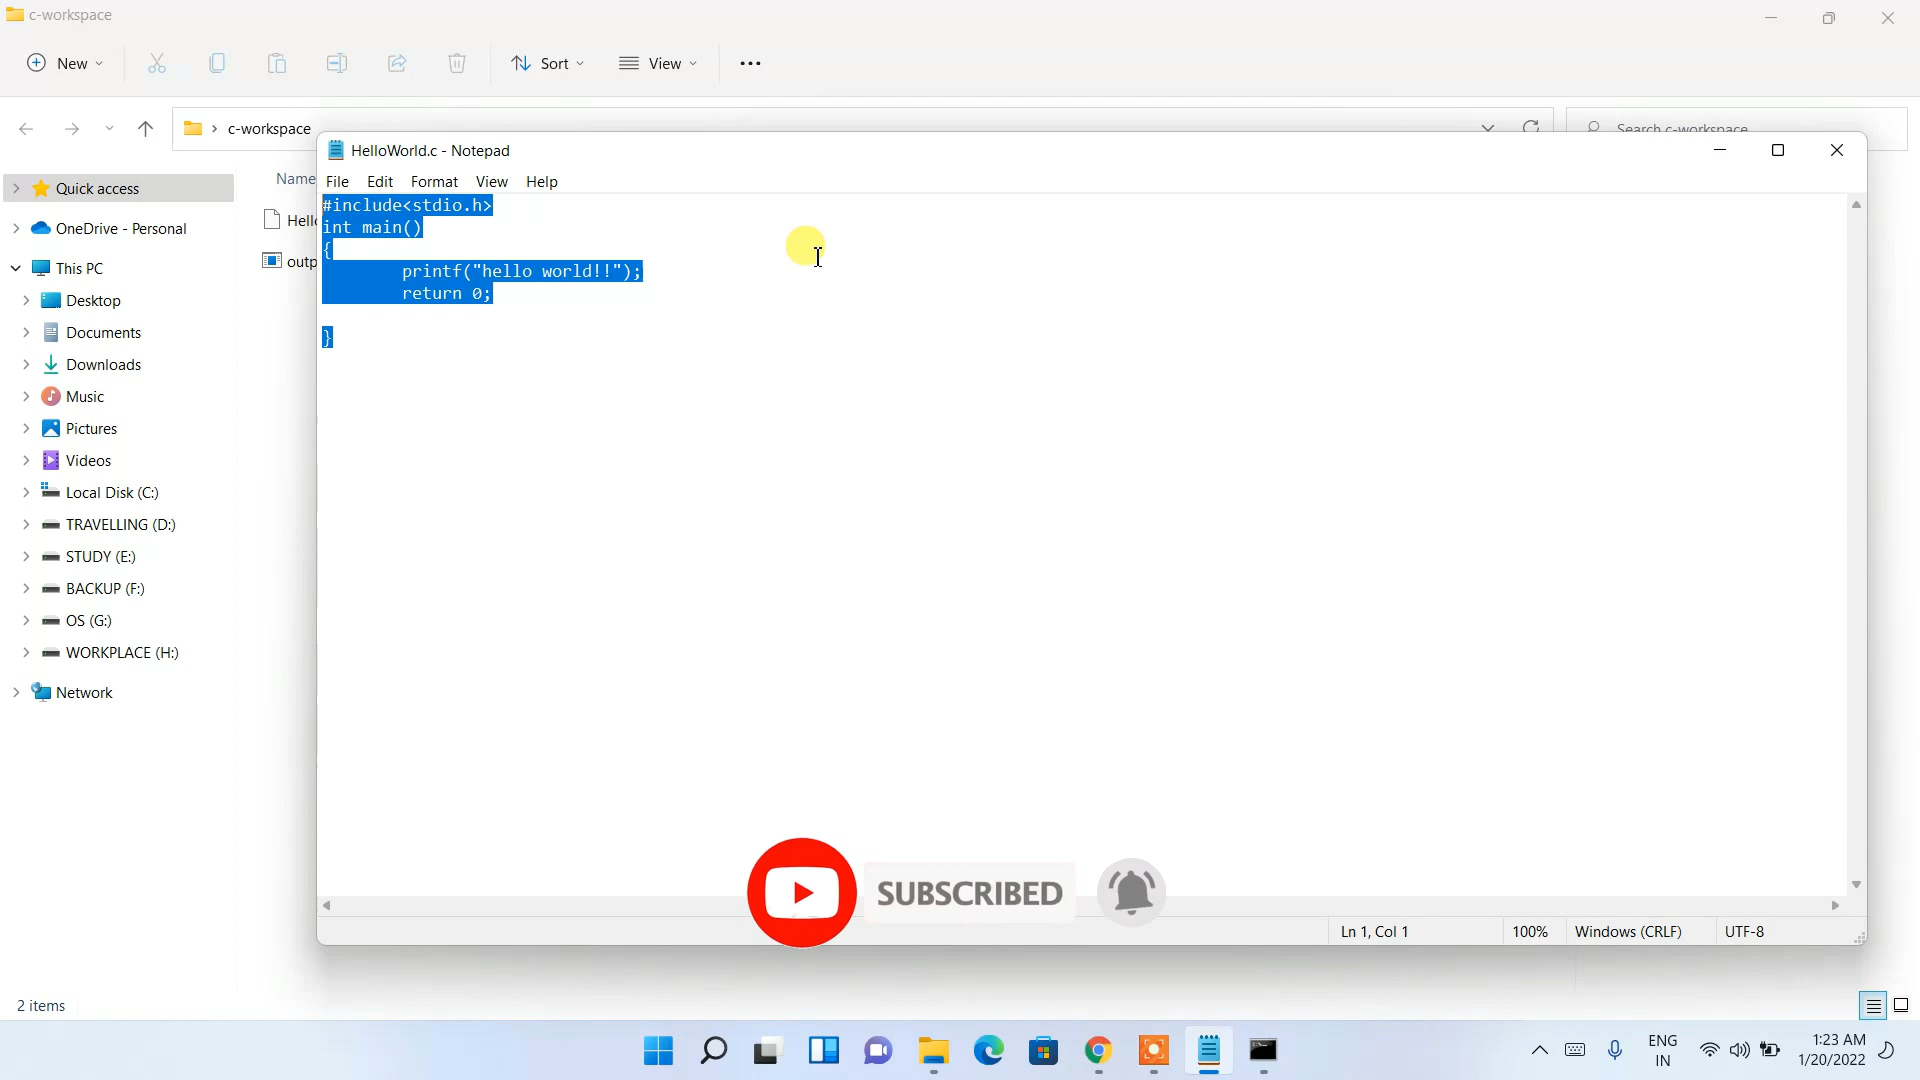 c-workspace
New
Sort
View
c-workspace
Search c-workspace
HelloWorld.c - Notepad
File Edit Format View Help
Name
Quick access
OneDrive - Personal
This PC
Desktop
Documents
Downloads
Music
Pictures
Videos
Local Disk (C:)
TRAVELLING (D:)
STUDY (E:)
BACKUP (F:)
OS (G:)
WORKPLACE (H:)
Network
Hell
outp
#include<stdio.h>
int main()
{
printf("hello world!!");
return 0;
}
SUBSCRIBED
Ln 1, Col 1
100%
Windows (CRLF)
UTF-8
2 items
ENG
IN
1:23 AM
1/20/2022